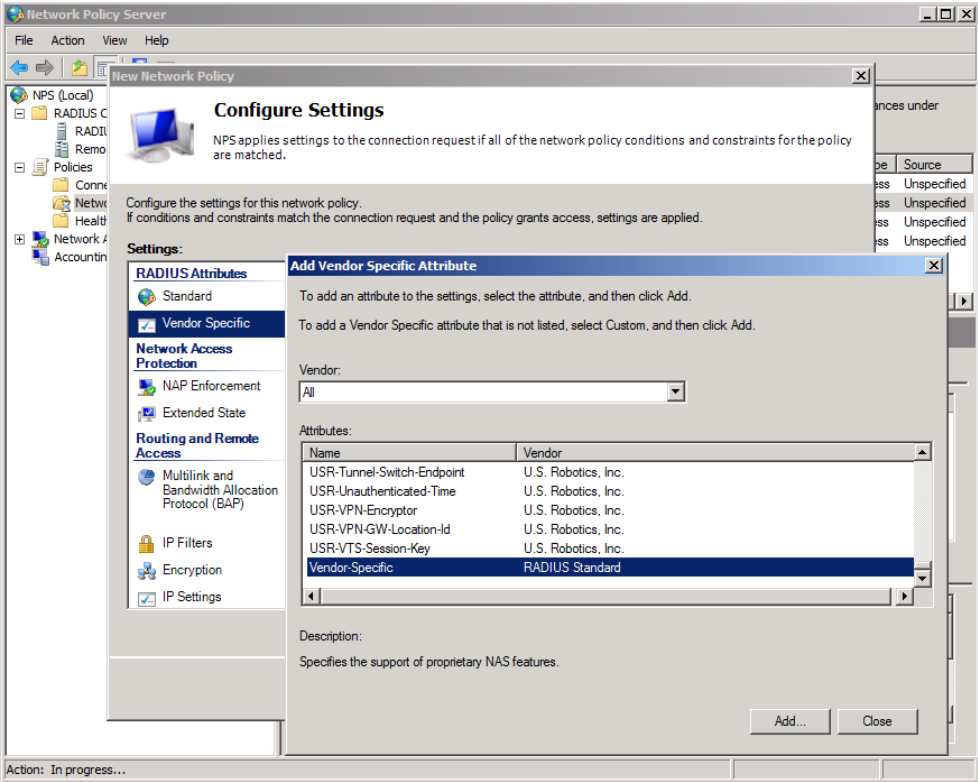 Network Policy Server
File Action View Help
NPS (Local)
RADIUS C
RADIU
Remo
Policies
Conne
Netwo
Health
Network A
Accountin
New Network Policy
Configure Settings
NPS applies settings to the connection request if all of the network policy conditions and constraints for the policy
are matched.
Configure the settings for this network policy.
If conditions and constraints match the connection request and the policy grants access, settings are applied.
Settings:
RADIUS Attributes
Standard
Vendor Specific
Network Access
Protection
NAP Enforcement
Extended State
Routing and Remote
Access
Multilink and
Bandwidth Allocation
Protocol (BAP)
IP Filters
Encryption
IP Settings
ances under
pe Source
ess Unspecified
ess Unspecified
ess Unspecified
ess Unspecified
Add Vendor Specific Attribute
To add an attribute to the settings, select the attribute, and then click Add.
To add a Vendor Specific attribute that is not listed, select Custom, and then click Add.
Vendor:
All
Attributes:
Name Vendor
USR-Tunnel-Switch-Endpoint U.S. Robotics, Inc.
USR-Unauthenticated-Time U.S. Robotics, Inc.
USR-VPN-Encryptor U.S. Robotics, Inc.
USR-VPN-GW-Location-Id U.S. Robotics, Inc.
USR-VTS-Session-Key U.S. Robotics, Inc.
Vendor-Specific RADIUS Standard
Description:
Specifies the support of proprietary NAS features.
Add... Close
Action: In progress...